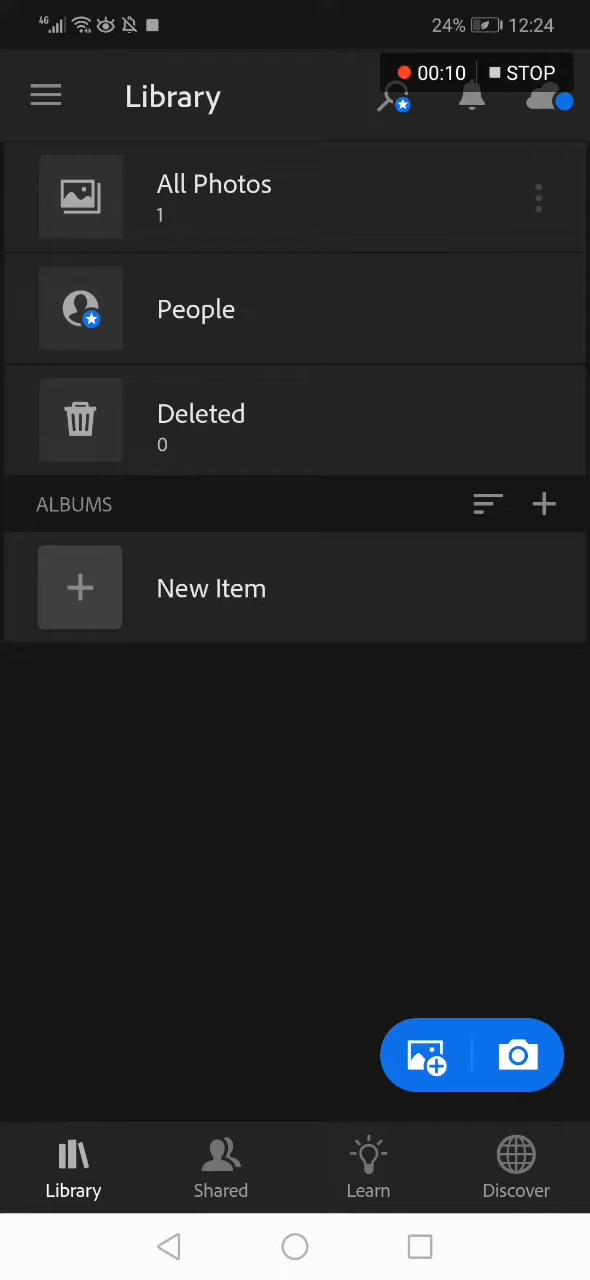 4G 24% 12:24
00:10 STOP
Library
All Photos
1
People
Deleted
0
ALBUMS
New Item
Library Shared Learn Discover